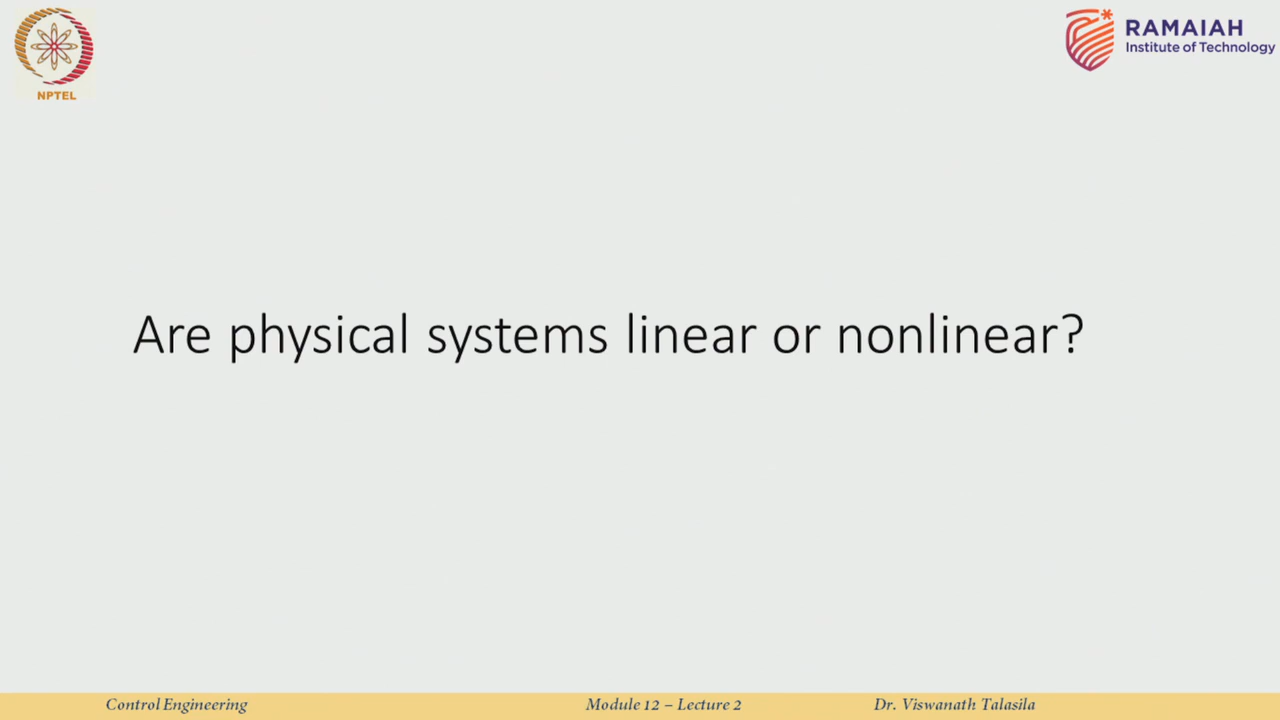 NPTEL
RAMAIAH
Institute of Technology
Are physical systems linear or nonlinear?
Control Engineering
Module 12 – Lecture 2
Dr. Viswanath Talasila